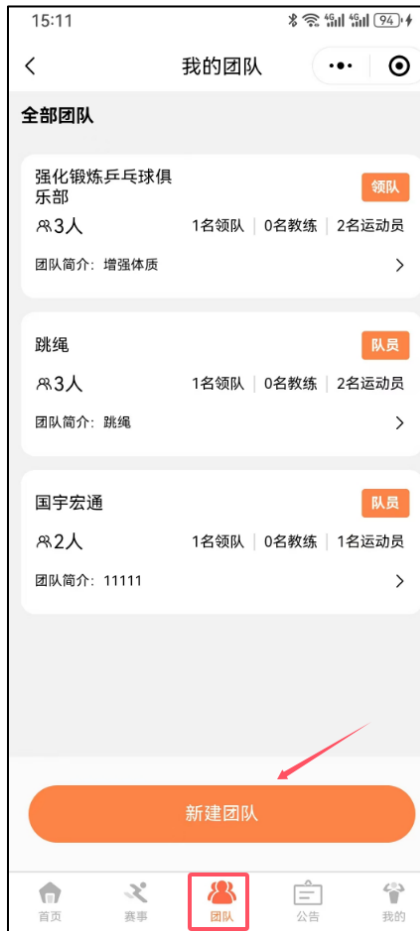 15:11
4G 4G 94
我的团队
全部团队
强化锻炼乒乓球俱
乐部
领队
3人
1名领队 | 0名教练 | 2名运动员
团队简介：增强体质
跳绳
队员
3人
1名领队 | 0名教练 | 2名运动员
团队简介：跳绳
国宇宏通
队员
2人
1名领队 | 0名教练 | 1名运动员
团队简介：11111
新建团队
首页 赛事 团队 公告 我的